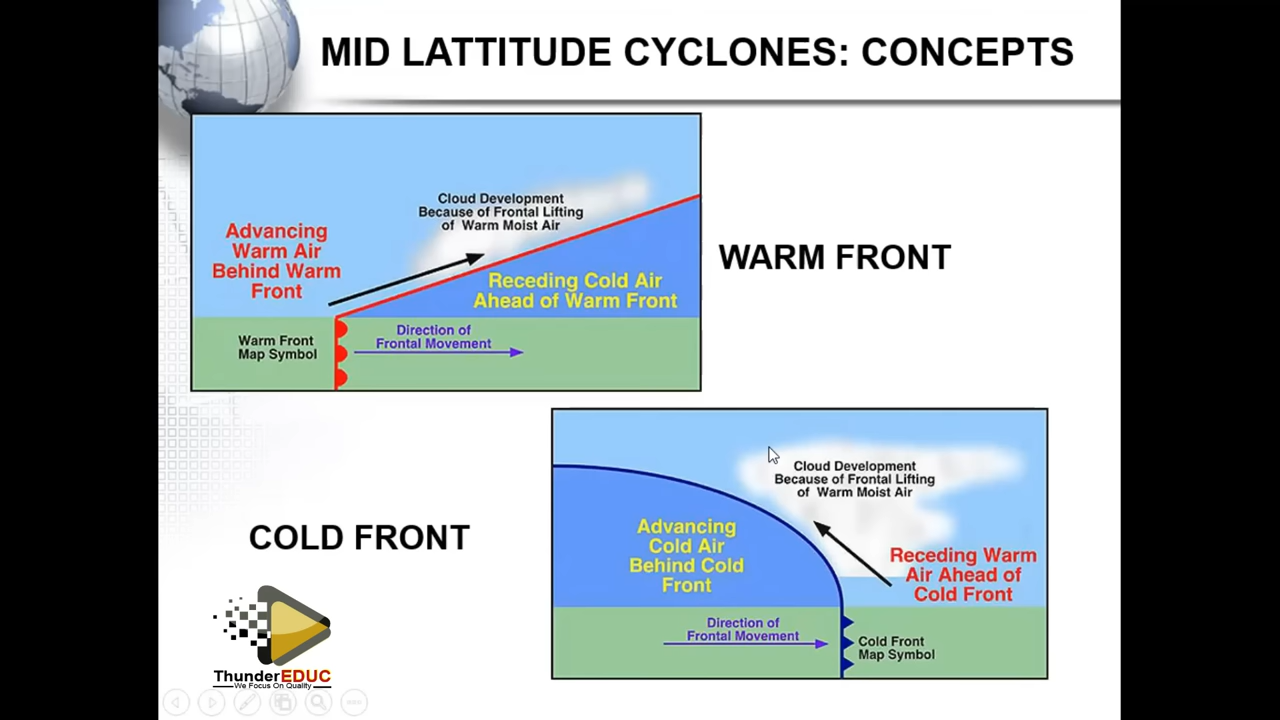 MID LATTITUDE CYCLONES: CONCEPTS
Cloud Development
Because of Frontal Lifting
of Warm Moist Air
Advancing
Warm Air
Behind Warm
Front
Receding Cold Air
Ahead of Warm Front
Warm Front
Map Symbol
Direction of
Frontal Movement
WARM FRONT
COLD FRONT
Cloud Development
Because of Frontal Lifting
of Warm Moist Air
Advancing
Cold Air
Behind Cold
Front
Receding Warm
Air Ahead of
Cold Front
Direction of
Frontal Movement
Cold Front
Map Symbol
ThunderEDUC
We Focus On Quality